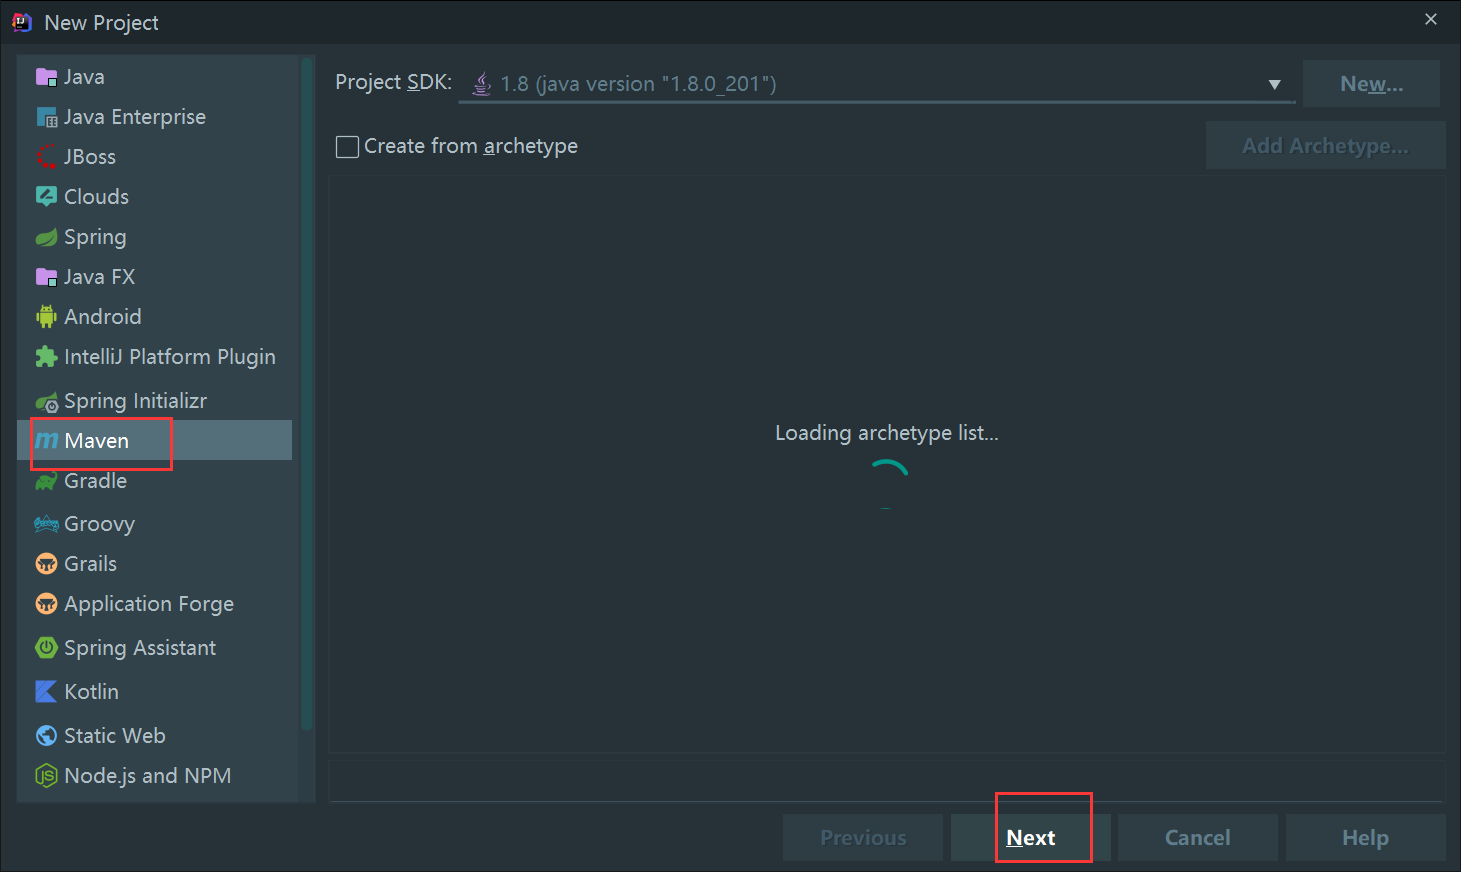 New Project
Java
Java Enterprise
JBoss
Clouds
Spring
Java FX
Android
IntelliJ Platform Plugin
Spring Initializr
Maven
Gradle
Groovy
Grails
Application Forge
Spring Assistant
Kotlin
Static Web
Node.js and NPM
Project SDK: 1.8 (java version "1.8.0_201") New...
Create from archetype Add Archetype...
Loading archetype list...
Previous Next Cancel Help